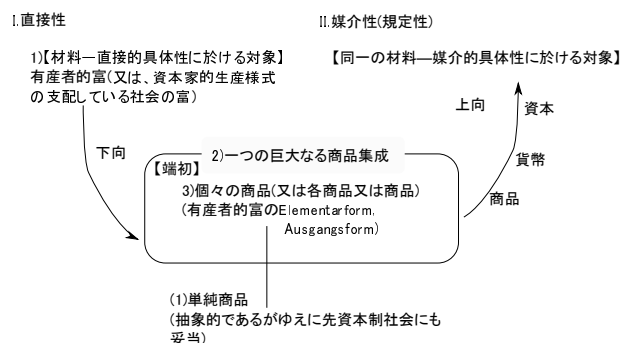 I.直接性
II.媒介性(規定性)
1)【材料―直接的具体性に於ける対象】
有産者的富(又は、資本家的生産様式
の支配している社会の富)
【同一の材料―媒介的具体性に於ける対象】
上向
資本
下向
2)一つの巨大なる商品集成
【端初】
貨幣
3)個々の商品(又は各商品又は商品)
(有産者的富のElementarform,
Ausgangsform)
商品
(1)単純商品
(抽象的であるがゆえに先資本制社会にも
妥当)